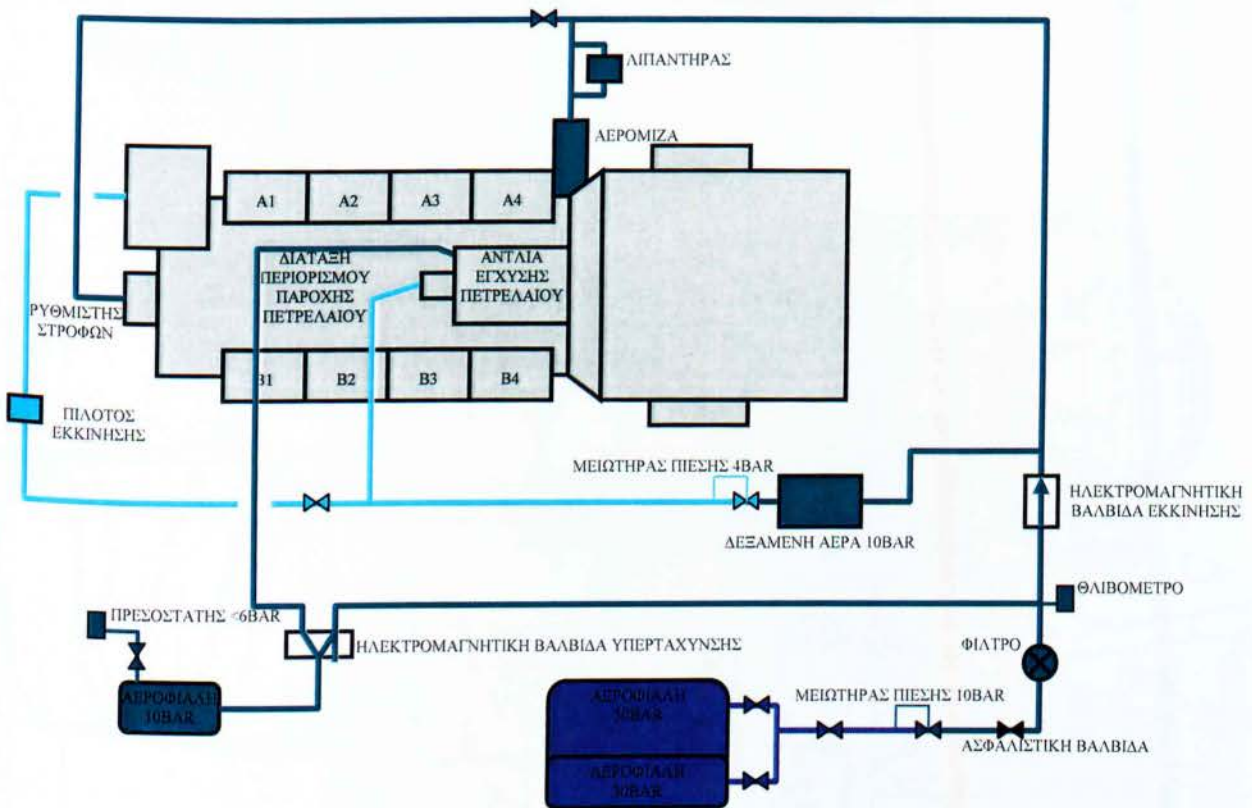 ΛΙΠΑΝΤΗΡΑΣ
ΑΕΡΟΜΙΖΑ
A1 A2 A3 A4
ΔΙΑΤΑΞΗ
ΠΕΡΙΟΡΙΣΜΟΥ
ΠΑΡΟΧΗΣ
ΠΕΤΡΕΛΑΙΟΥ
ΑΝΤΛΙΑ
ΕΓΧΥΣΗΣ
ΠΕΤΡΕΛΑΙΟΥ
ΡΥΘΜΙΣΤΗΣ
ΣΤΡΟΦΩΝ
B1 B2 B3 B4
ΠΙΛΟΤΟΣ
ΕΚΚΙΝΗΣΗΣ
ΜΕΙΩΤΗΡΑΣ ΠΙΕΣΗΣ 4BAR
ΔΕΞΑΜΕΝΗ ΑΕΡΑ 10BAR
ΗΛΕΚΤΡΟΜΑΓΝΗΤΙΚΗ
ΒΑΛΒΙΔΑ ΕΚΚΙΝΗΣΗΣ
ΘΛΙΒΟΜΕΤΡΟ
ΠΡΕΣΟΣΤΑΤΗΣ <6BAR
ΗΛΕΚΤΡΟΜΑΓΝΗΤΙΚΗ ΒΑΛΒΙΔΑ ΥΠΕΡΤΑΧΥΝΣΗΣ
ΦΙΛΤΡΟ
ΑΕΡΟΦΙΑΛΗ
10BAR
ΑΕΡΟΦΙΑΛΗ
30BAR
ΜΕΙΩΤΗΡΑΣ ΠΙΕΣΗΣ 10BAR
ΑΣΦΑΛΙΣΤΙΚΗ ΒΑΛΒΙΔΑ
ΑΕΡΟΦΙΑΛΗ
30BAR